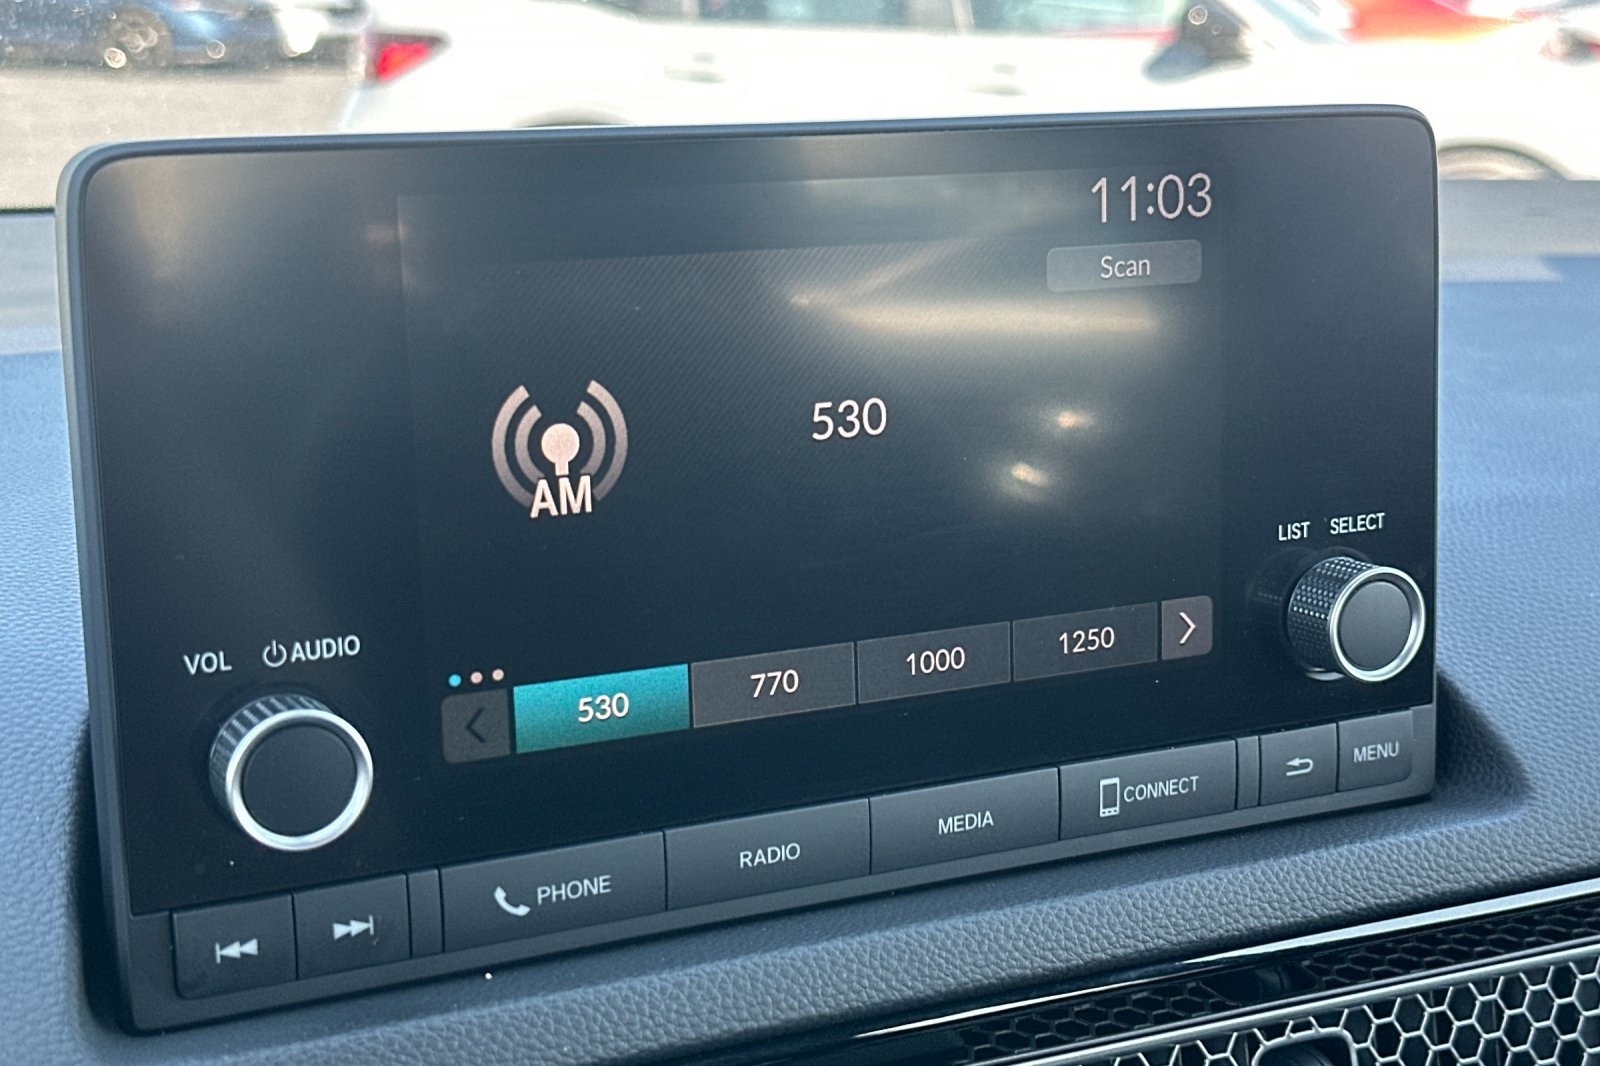 11:03
Scan
530
AM
LIST SELECT
VOL AUDIO
530 770 1000 1250
PHONE RADIO MEDIA CONNECT MENU